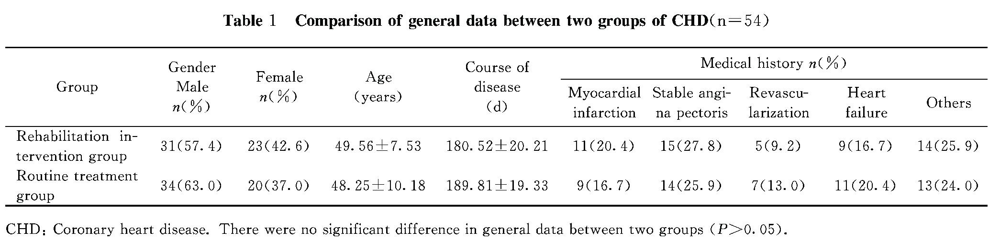 Table 1 Comparison of general data between two groups of CHD(n=54)
Group
Gender
Male
n(%)
Female
n(%)
Age
(years)
Course of
disease
(d)
Medical history n(%)
Myocardial
infarction
Stable angi-
na pectoris
Revascu-
larization
Heart
failure
Others
Rehabilitation in-
tervention group
31(57.4) 23(42.6) 49.56±7.53 180.52±20.21 11(20.4) 15(27.8) 5(9.2) 9(16.7) 14(25.9)
Routine treatment
group
34(63.0) 20(37.0) 48.25±10.18 189.81±19.33 9(16.7) 14(25.9) 7(13.0) 11(20.4) 13(24.0)
CHD: Coronary heart disease. There were no significant difference in general data between two groups (P>0.05).